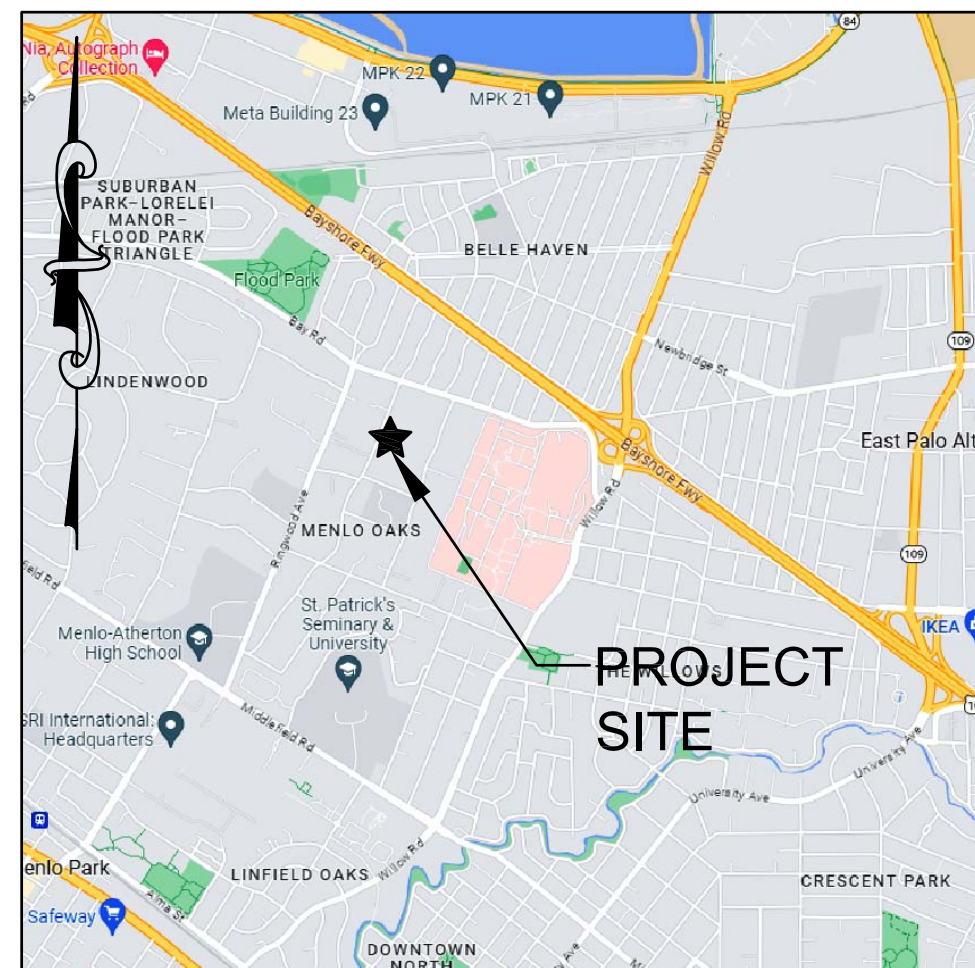 84
Nia, Autograph
Collection
MPK 22
MPK 21
Meta Building 23
Willow Rd
SUBURBAN
PARK-LORELEI
MANOR-
FLOOD PARK
TRIANGLE
Bayshore Fwy
BELLE HAVEN
Flood Park
Bay Rd
Newbridge St
109
LINDENWOOD
East Palo Alt
Bayshore Fwy
Willow Rd
Ringwood Ave
MENLO OAKS
109
field Rd
St. Patrick's
Seminary &
University
Menlo-Atherton
High School
IKEA
PROJECT
SITE
THE WILLOWS
SRI International:
Headquarters
Middlefield Rd
University Ave
University Ave
enlo Park
LINFIELD OAKS
Willow Rd
CRESCENT PARK
Safeway
Alma St
DOWNTOWN
NORTH